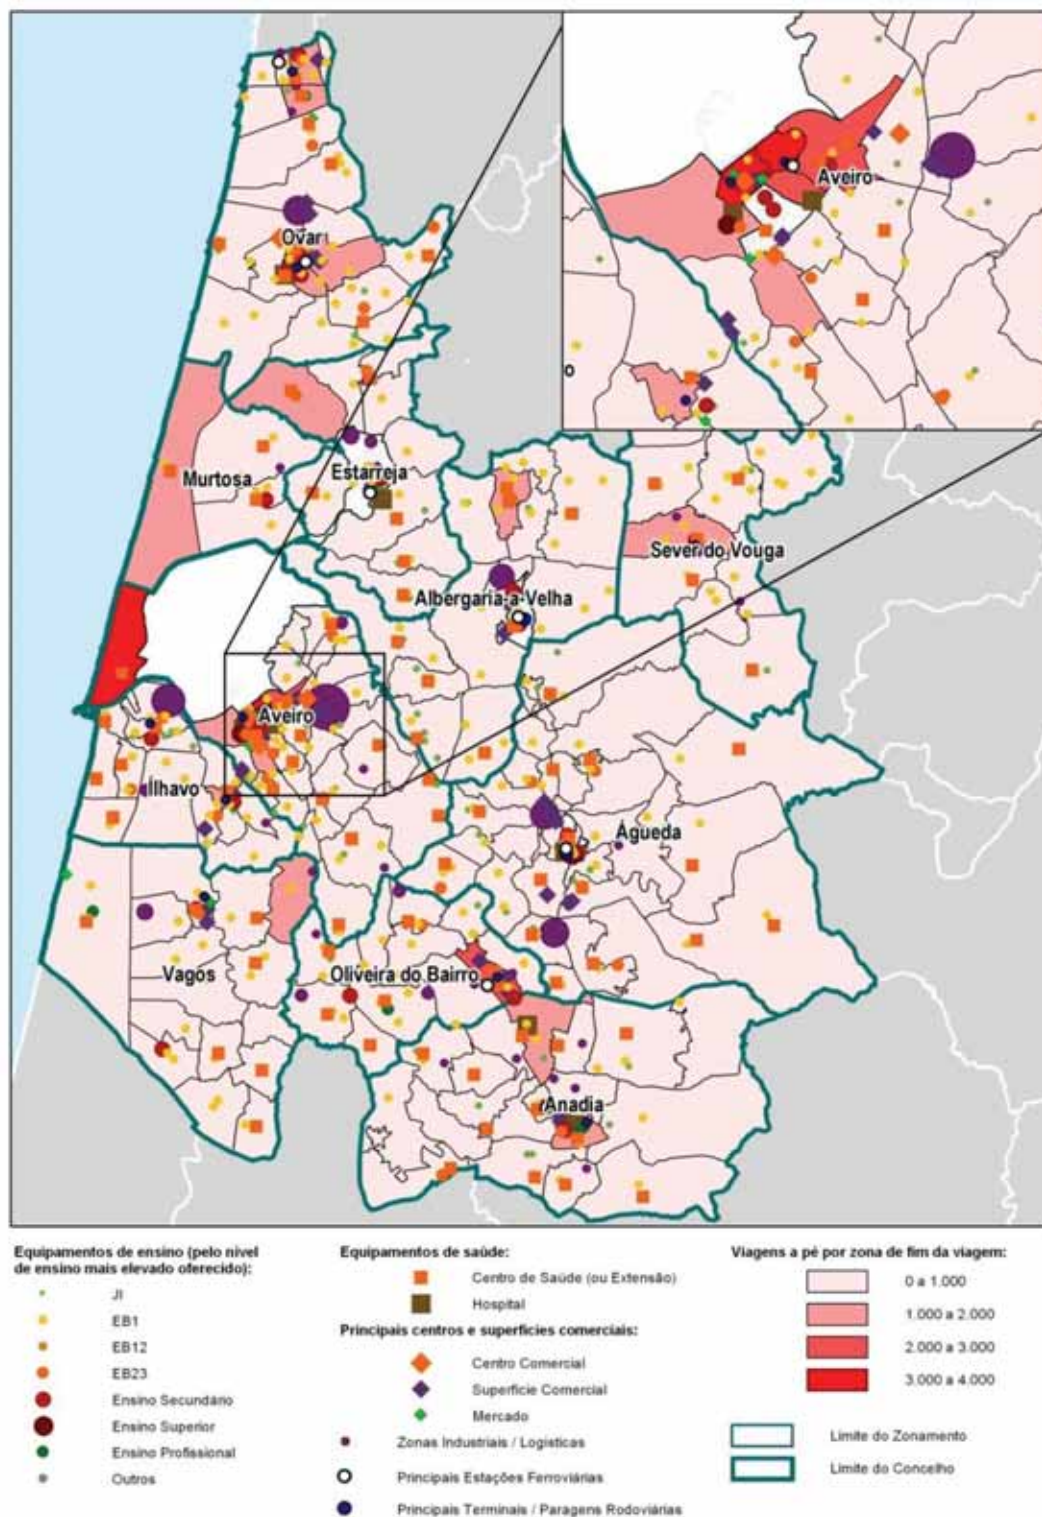 Aveiro
Ovar
o
Murtosa
Estarreja
Sever do Vouga
Albergaria-a-Velha
Aveiro
Ílhavo
Águeda
Vagos
Oliveira do Bairro
Anadia
Equipamentos de ensino (pelo nível
de ensino mais elevado oferecido):
JI
EB1
EB12
EB23
Ensino Secundário
Ensino Superior
Ensino Profissional
Outros
Equipamentos de saúde:
Centro de Saúde (ou Extensão)
Hospital
Principais centros e superfícies comerciais:
Centro Comercial
Superfície Comercial
Mercado
Zonas Industriais / Logísticas
Principais Estações Ferroviárias
Principais Terminais / Paragens Rodoviárias
Viagens a pé por zona de fim da viagem:
0 a 1.000
1.000 a 2.000
2.000 a 3.000
3.000 a 4.000
Limite do Zonamento
Limite do Concelho